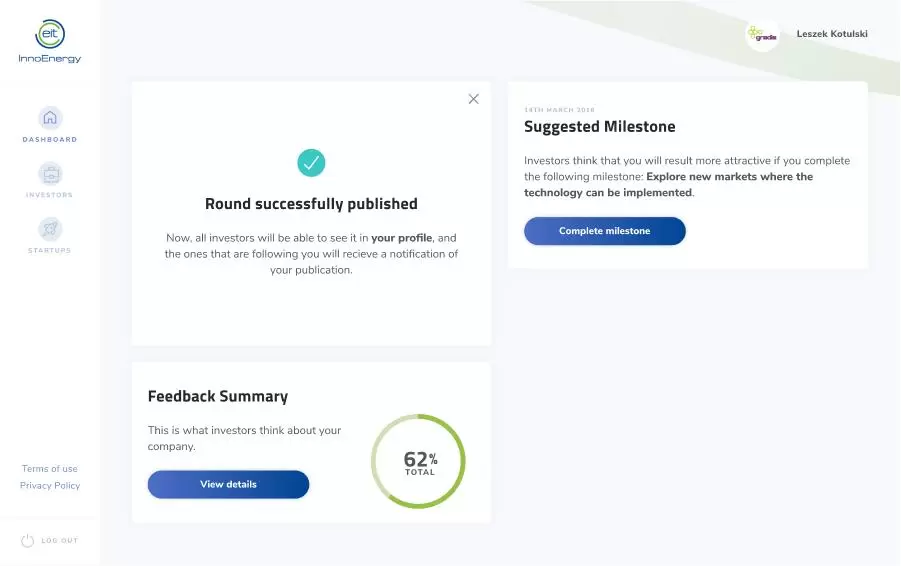 eit
InnoEnergy
DASHBOARD
INVESTORS
STARTUPS
Terms of use
Privacy Policy
LOG OUT
gradis
Leszek Kotulski
Round successfully published
Now, all investors will be able to see it in your profile, and
the ones that are following you will recieve a notification of
your publication.
14TH MARCH 2018
Suggested Milestone
Investors think that you will result more attractive if you complete
the following milestone: Explore new markets where the
technology can be implemented.
Complete milestone
Feedback Summary
This is what investors think about your
company.
View details
62%
TOTAL